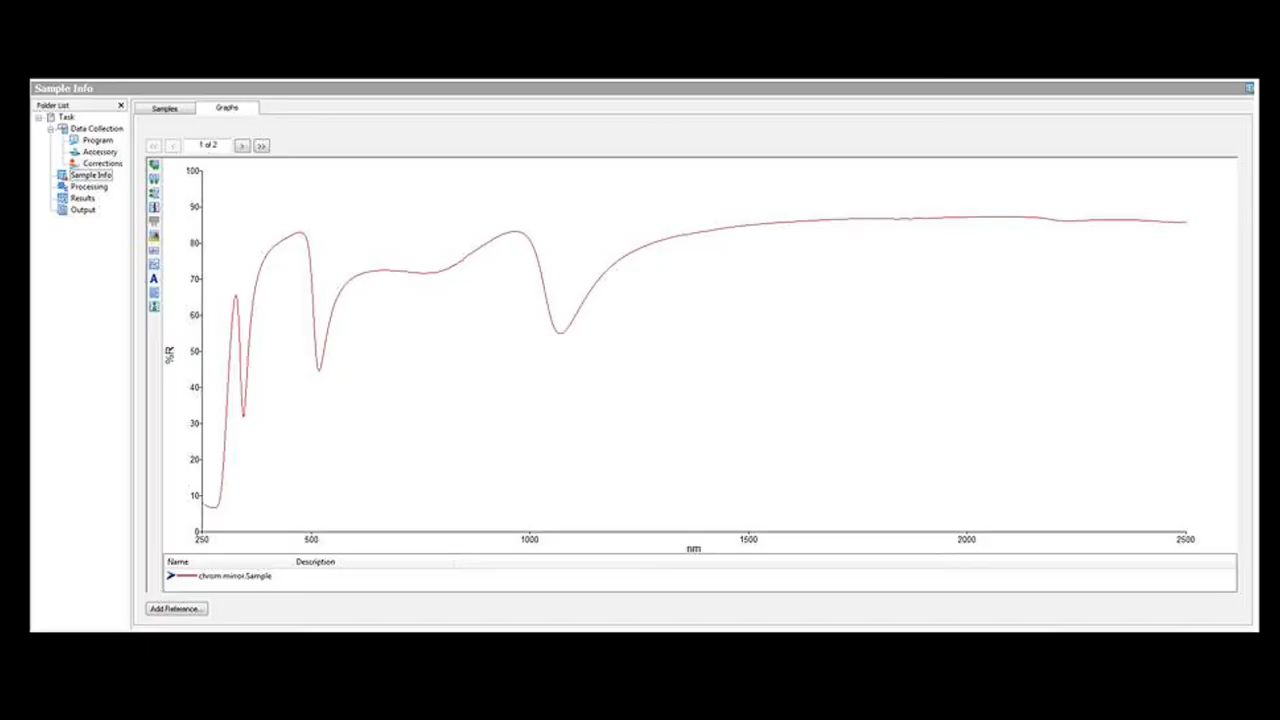 Sample Info
Folder List
Task
Data Collection
Program
Accessory
Corrections
Sample Info
Processing
Results
Output
Samples
Graphs
1 of 2
100
90
80
70
60
50
40
30
20
10
0
%R
250 500 1000 1500 2000 2500
nm
Name Description
chrom mirror.Sample
Add Reference...